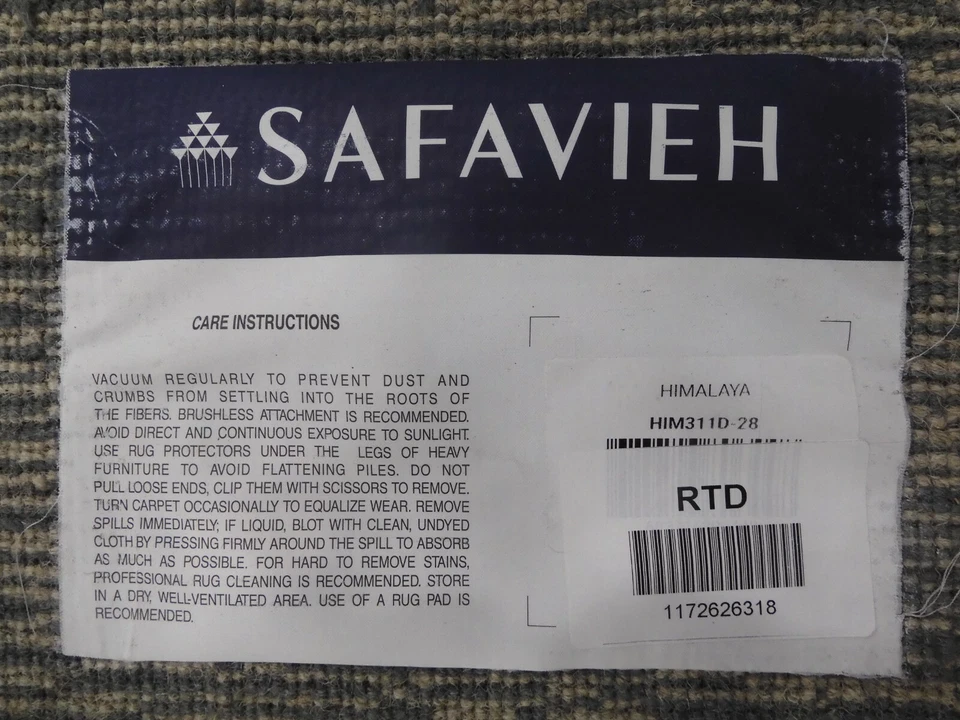 SAFAVIEH
CARE INSTRUCTIONS
VACUUM REGULARLY TO PREVENT DUST AND
CRUMBS FROM SETTLING INTO THE ROOTS OF
THE FIBERS. BRUSHLESS ATTACHMENT IS RECOMMENDED.
AVOID DIRECT AND CONTINUOUS EXPOSURE TO SUNLIGHT.
USE RUG PROTECTORS UNDER THE LEGS OF HEAVY
FURNITURE TO AVOID FLATTENING PILES. DO NOT
PULL LOOSE ENDS, CLIP THEM WITH SCISSORS TO REMOVE.
TURN CARPET OCCASIONALLY TO EQUALIZE WEAR. REMOVE
SPILLS IMMEDIATELY; IF LIQUID, BLOT WITH CLEAN, UNDYED
CLOTH BY PRESSING FIRMLY AROUND THE SPILL TO ABSORB
AS MUCH AS POSSIBLE. FOR HARD TO REMOVE STAINS,
PROFESSIONAL RUG CLEANING IS RECOMMENDED. STORE
IN A DRY, WELL-VENTILATED AREA. USE OF A RUG PAD IS
RECOMMENDED.
HIMALAYA
HIM311D-28
RTD
1172626318